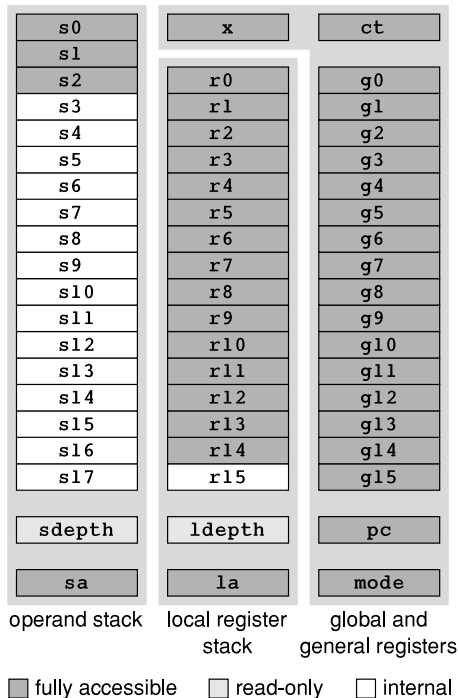 s0 x ct
s1
s2 r0 g0
s3 r1 g1
s4 r2 g2
s5 r3 g3
s6 r4 g4
s7 r5 g5
s8 r6 g6
s9 r7 g7
s10 r8 g8
s11 r9 g9
s12 r10 g10
s13 r11 g11
s14 r12 g12
s15 r13 g13
s16 r14 g14
s17 r15 g15
sdepth ldepth pc
sa la mode
operand stack local register global and
stack general registers
fully accessible read-only internal